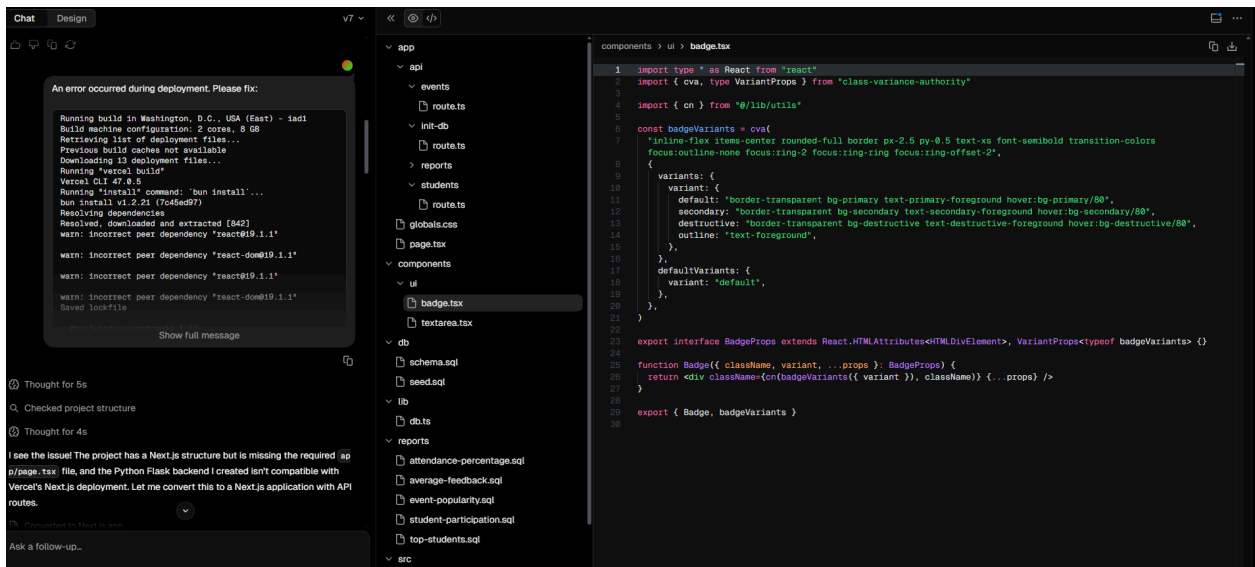 Chat
Design
v7
An error occurred during deployment. Please fix:
Running build in Washington, D.C., USA (East) – iad1
Build machine configuration: 2 cores, 8 GB
Retrieving list of deployment files...
Previous build caches not available
Downloading 13 deployment files...
Running "vercel build"
Vercel CLI 47.0.5
Running "install" command: `bun install`...
bun install v1.2.21 (7c45ed97)
Resolving dependencies
Resolved, downloaded and extracted [842]
warn: incorrect peer dependency "react@19.1.1"
warn: incorrect peer dependency "react-dom@19.1.1"
warn: incorrect peer dependency "react@19.1.1"
warn: incorrect peer dependency "react-dom@19.1.1"
Saved lockfile
Show full message
Thought for 5s
Checked project structure
Thought for 4s
I see the issue! The project has a Next.js structure but is missing the required ap
p/page.tsx file, and the Python Flask backend I created isn't compatible with
Vercel's Next.js deployment. Let me convert this to a Next.js application with API
routes.
Converted to Next.js app
Ask a follow-up…
app
api
events
route.ts
init-db
route.ts
reports
students
route.ts
globals.css
page.tsx
components
ui
badge.tsx
textarea.tsx
db
schema.sql
seed.sql
lib
db.ts
reports
attendance-percentage.sql
average-feedback.sql
event-popularity.sql
student-participation.sql
top-students.sql
src
components > ui > badge.tsx
1 import type * as React from "react"
2 import { cva, type VariantProps } from "class-variance-authority"
3
4 import { cn } from "@/lib/utils"
5
6 const badgeVariants = cva(
7 "inline-flex items-center rounded-full border px-2.5 py-0.5 text-xs font-semibold transition-colors
focus:outline-none focus:ring-2 focus:ring-ring focus:ring-offset-2",
8 {
9 variants: {
10 variant: {
11 default: "border-transparent bg-primary text-primary-foreground hover:bg-primary/80",
12 secondary: "border-transparent bg-secondary text-secondary-foreground hover:bg-secondary/80",
13 destructive: "border-transparent bg-destructive text-destructive-foreground hover:bg-destructive/80",
14 outline: "text-foreground",
15 },
16 },
17 defaultVariants: {
18 variant: "default",
19 },
20 },
21 )
22
23 export interface BadgeProps extends React.HTMLAttributes<HTMLDivElement>, VariantProps<typeof badgeVariants> {}
24
25 function Badge({ className, variant, ...props }: BadgeProps) {
26 return <div className={cn(badgeVariants({ variant }), className)} {...props} />
27 }
28
29 export { Badge, badgeVariants }
30